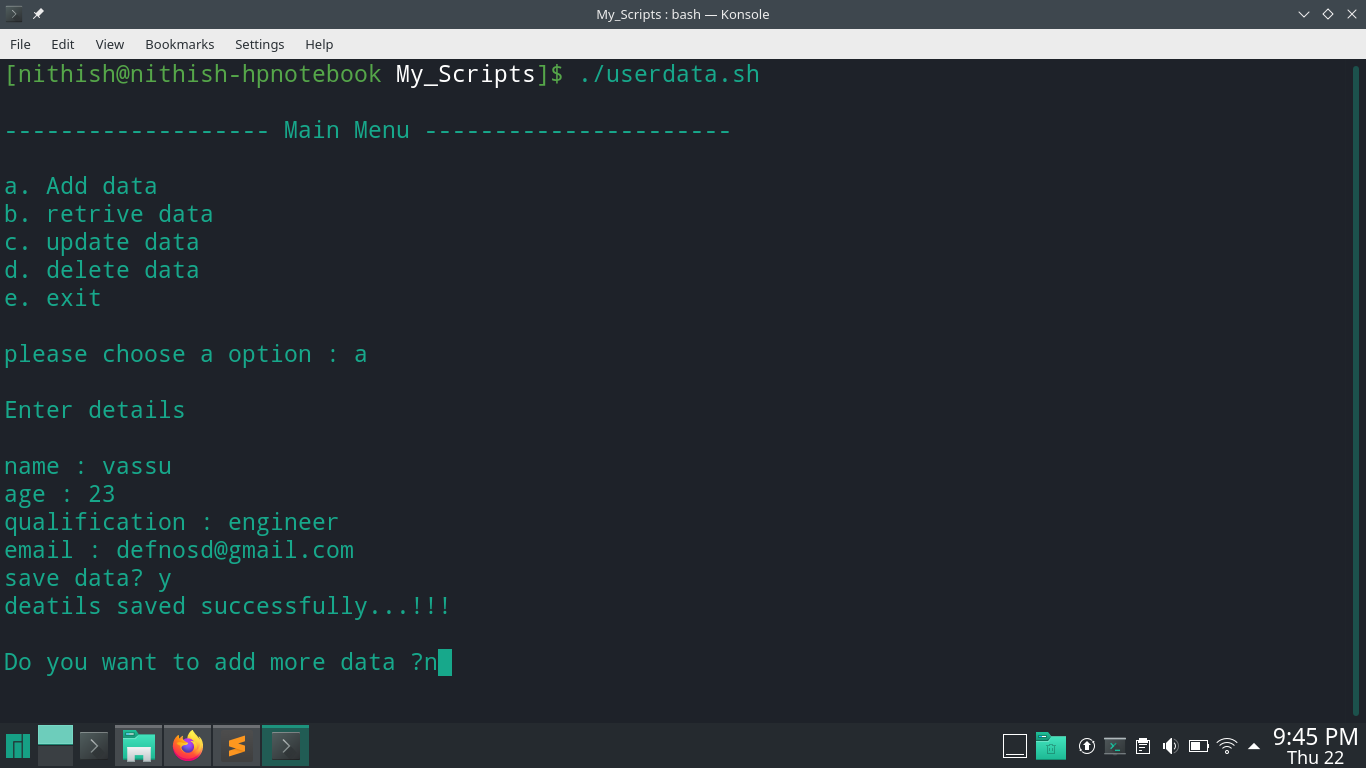 My_Scripts : bash — Konsole
File Edit View Bookmarks Settings Help
[nithish@nithish-hpnotebook My_Scripts]$ ./userdata.sh
------------------- Main Menu ----------------------
a. Add data
b. retrive data
c. update data
d. delete data
e. exit
please choose a option : a
Enter details
name : vassu
age : 23
qualification : engineer
email : defnosd@gmail.com
save data? y
deatils saved successfully...!!!
Do you want to add more data ?n
9:45 PM
Thu 22